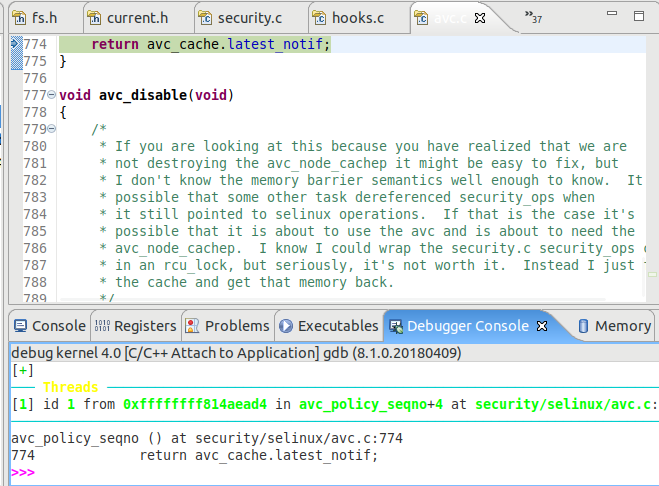 fs.h current.h security.c hooks.c avc.c »37
774 return avc_cache.latest_notif;
775 }
776
777 void avc_disable(void)
778 {
779 /*
780 * If you are looking at this because you have realized that we are
781 * not destroying the avc_node_cachep it might be easy to fix, but
782 * I don't know the memory barrier semantics well enough to know. It
783 * possible that some other task dereferenced security_ops when
784 * it still pointed to selinux operations. If that is the case it's
785 * possible that it is about to use the avc and is about to need the
786 * avc_node_cachep. I know I could wrap the security.c security_ops
787 * in an rcu_lock, but seriously, it's not worth it. Instead I just
788 * the cache and get that memory back.
789 */
Console Registers Problems Executables Debugger Console Memory
debug kernel 4.0 [C/C++ Attach to Application] gdb (8.1.0.20180409)
[+]
Threads
[1] id 1 from 0xffffffff814aead4 in avc_policy_seqno+4 at security/selinux/avc.c:
avc_policy_seqno () at security/selinux/avc.c:774
774 return avc_cache.latest_notif;
>>>